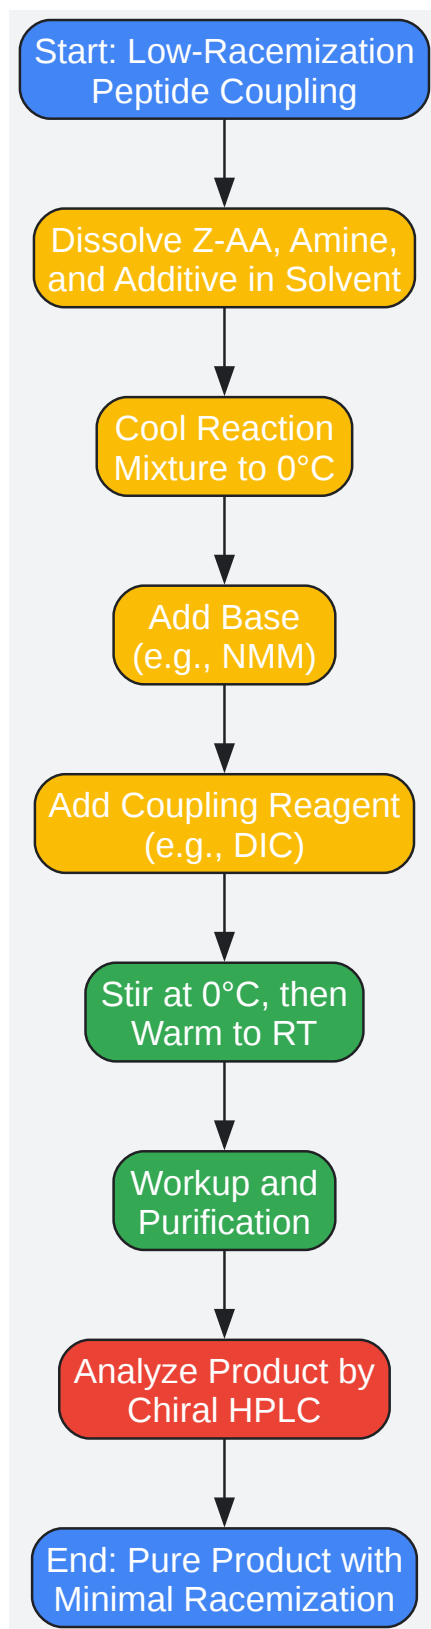 Start: Low-Racemization
Peptide Coupling
Dissolve Z-AA, Amine,
and Additive in Solvent
Cool Reaction
Mixture to 0°C
Add Base
(e.g., NMM)
Add Coupling Reagent
(e.g., DIC)
Stir at 0°C, then
Warm to RT
Workup and
Purification
Analyze Product by
Chiral HPLC
End: Pure Product with
Minimal Racemization